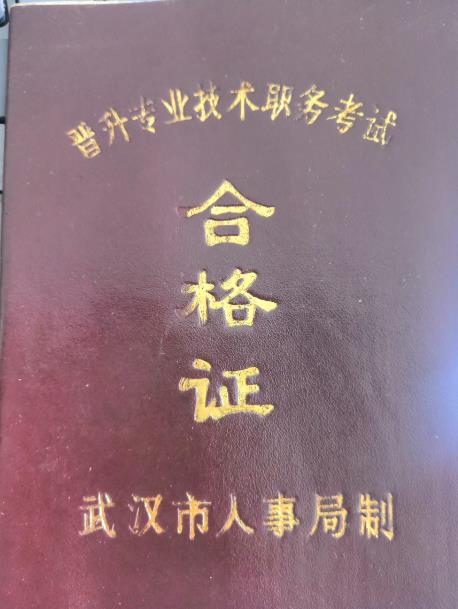 晋升专业技术职务考试
合
格
证
武汉市人事局制